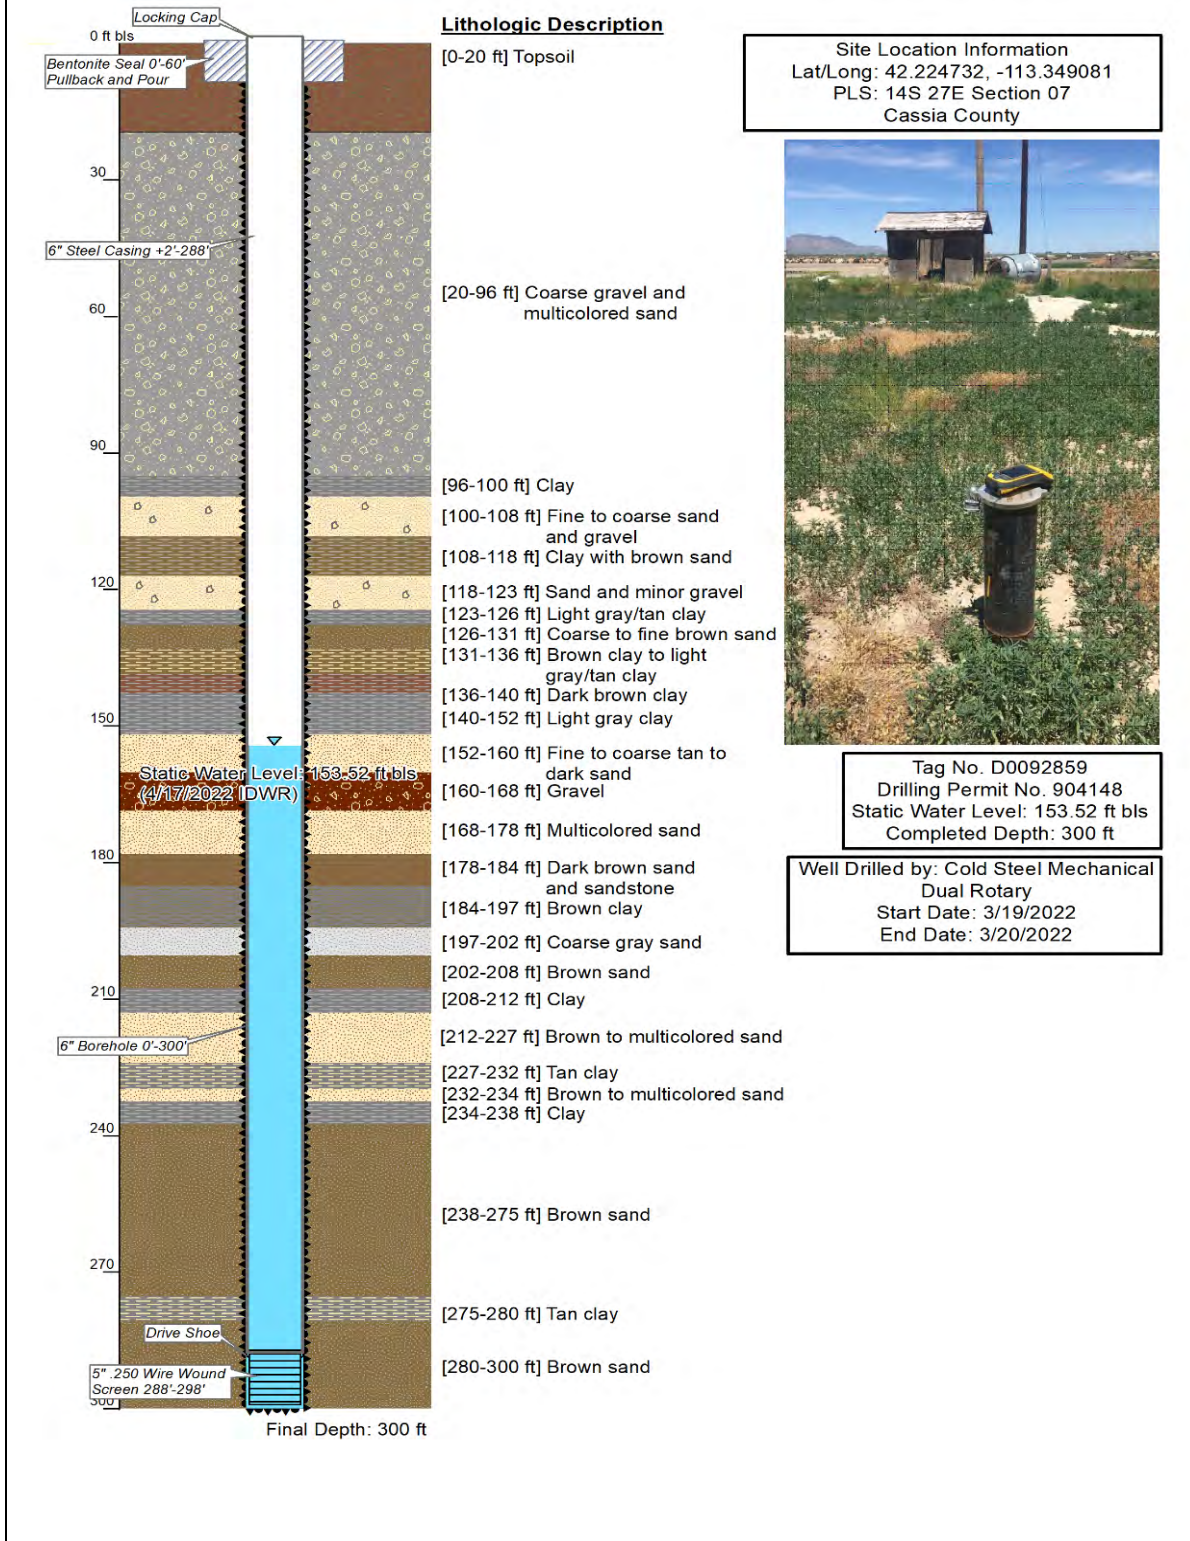 Locking Cap
0 ft bls
Bentonite Seal 0'-60'
Pullback and Pour
30
6" Steel Casing +2'-288'
60
90
120
150
Static Water Level: 153.52 ft bls
(4/17/2022 IDWR)
180
210
6" Borehole 0'-300'
240
270
Drive Shoe
5" .250 Wire Wound
Screen 288'-298'
300
Final Depth: 300 ft
Lithologic Description
[0-20 ft] Topsoil
[20-96 ft] Coarse gravel and
multicolored sand
[96-100 ft] Clay
[100-108 ft] Fine to coarse sand
and gravel
[108-118 ft] Clay with brown sand
[118-123 ft] Sand and minor gravel
[123-126 ft] Light gray/tan clay
[126-131 ft] Coarse to fine brown sand
[131-136 ft] Brown clay to light
gray/tan clay
[136-140 ft] Dark brown clay
[140-152 ft] Light gray clay
[152-160 ft] Fine to coarse tan to
dark sand
[160-168 ft] Gravel
[168-178 ft] Multicolored sand
[178-184 ft] Dark brown sand
and sandstone
[184-197 ft] Brown clay
[197-202 ft] Coarse gray sand
[202-208 ft] Brown sand
[208-212 ft] Clay
[212-227 ft] Brown to multicolored sand
[227-232 ft] Tan clay
[232-234 ft] Brown to multicolored sand
[234-238 ft] Clay
[238-275 ft] Brown sand
[275-280 ft] Tan clay
[280-300 ft] Brown sand
Site Location Information
Lat/Long: 42.224732, -113.349081
PLS: 14S 27E Section 07
Cassia County
Tag No. D0092859
Drilling Permit No. 904148
Static Water Level: 153.52 ft bls
Completed Depth: 300 ft
Well Drilled by: Cold Steel Mechanical
Dual Rotary
Start Date: 3/19/2022
End Date: 3/20/2022